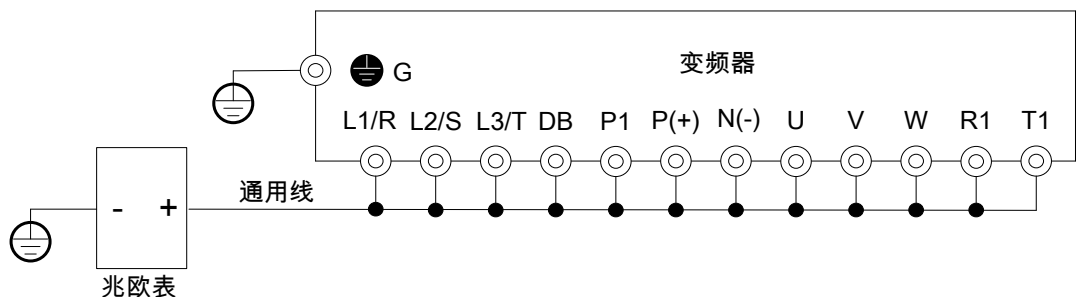 变频器
G
L1/R L2/S L3/T DB P1 P(+) N(-) U V W R1 T1
通用线
- +
兆欧表